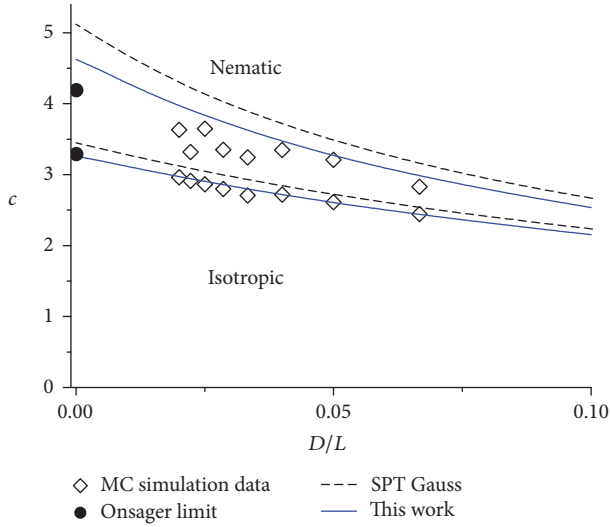 5
Nematic
4
3
c
2
Isotropic
1
0
0.00 0.05 0.10
D/L
MC simulation data
SPT Gauss
Onsager limit
This work